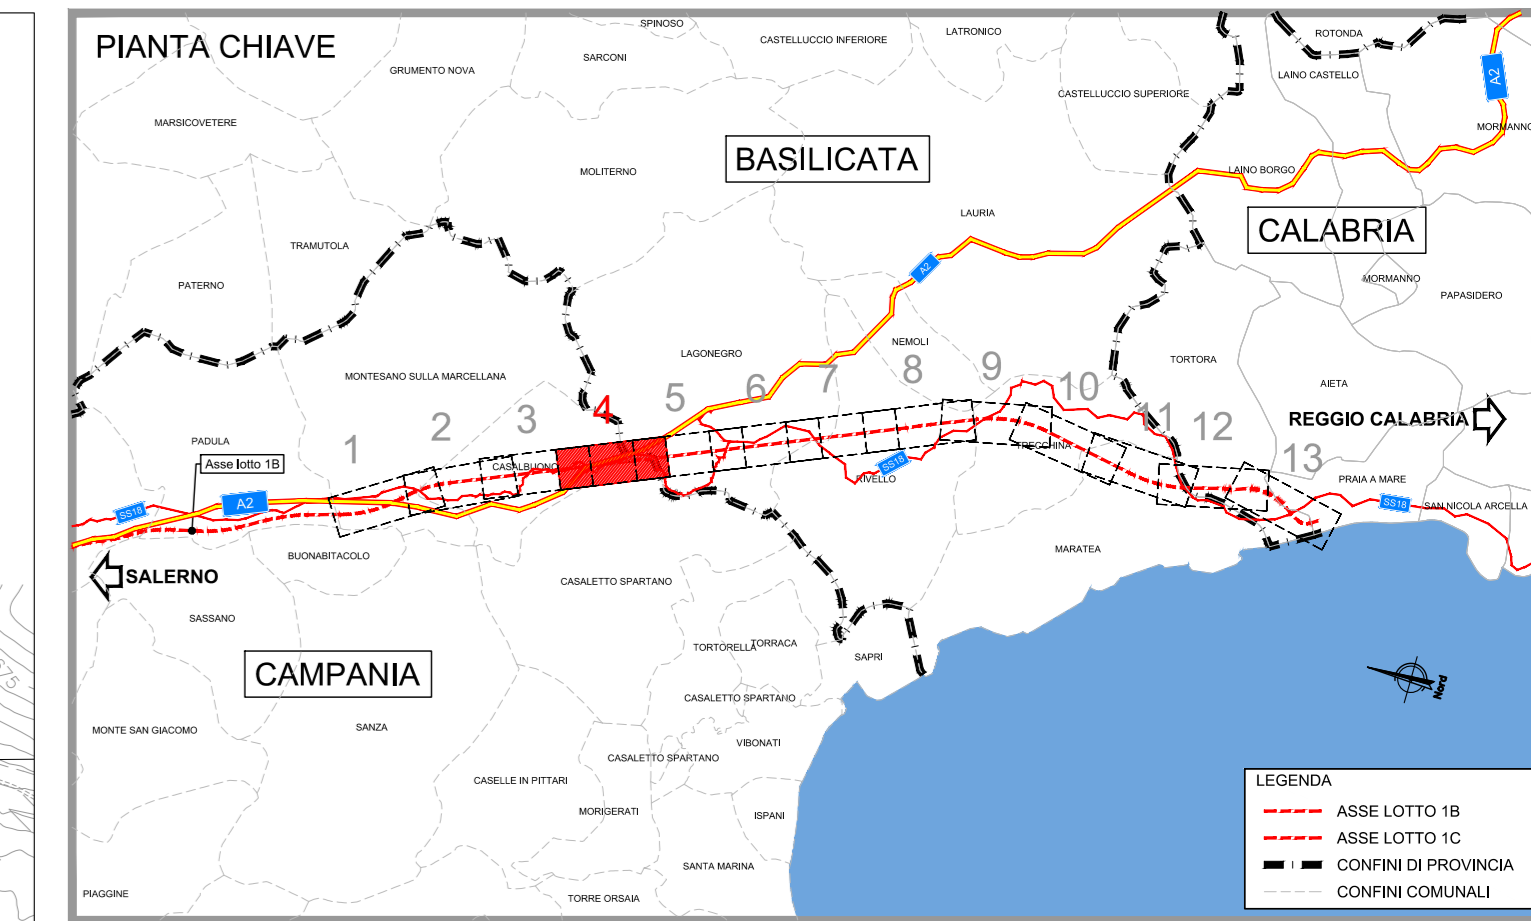 PIANTA CHIAVE
SPINOSO
CASTELLUCCIO INFERIORE
LATRONICO
ROTONDA
SARCONI
GRUMENTO NOVA
LAINO CASTELLO
A2
CASTELLUCCIO SUPERIORE
MARSICOVETERE
MORMANNO
BASILICATA
MOLITERNO
LAINO BORGO
LAURIA
CALABRIA
TRAMUTOLA
A2
MORMANNO
PATERNO
PAPASIDERO
NEMOLI
LAGONEGRO
TORTORA
MONTESANO SULLA MARCELLANA
AIETA
1
2
3
4
5
6
7
8
9
10
11
12
13
REGGIO CALABRIA
PADULA
TRECCHINA
Asse lotto 1B
CASALBUONO
SS18
RIVELLO
PRAIA A MARE
A2
SS18
SAN NICOLA ARCELLA
SS18
BUONABITACOLO
MARATEA
SALERNO
CASALETTO SPARTANO
SASSANO
TORTORELLA
TORRACA
SAPRI
CAMPANIA
Nord
675
CASALETTO SPARTANO
MONTE SAN GIACOMO
SANZA
VIBONATI
CASALETTO SPARTANO
CASELLE IN PITTARI
MORIGERATI
ISPANI
SANTA MARINA
PIAGGINE
TORRE ORSAIA
LEGENDA
ASSE LOTTO 1B
ASSE LOTTO 1C
CONFINI DI PROVINCIA
CONFINI COMUNALI